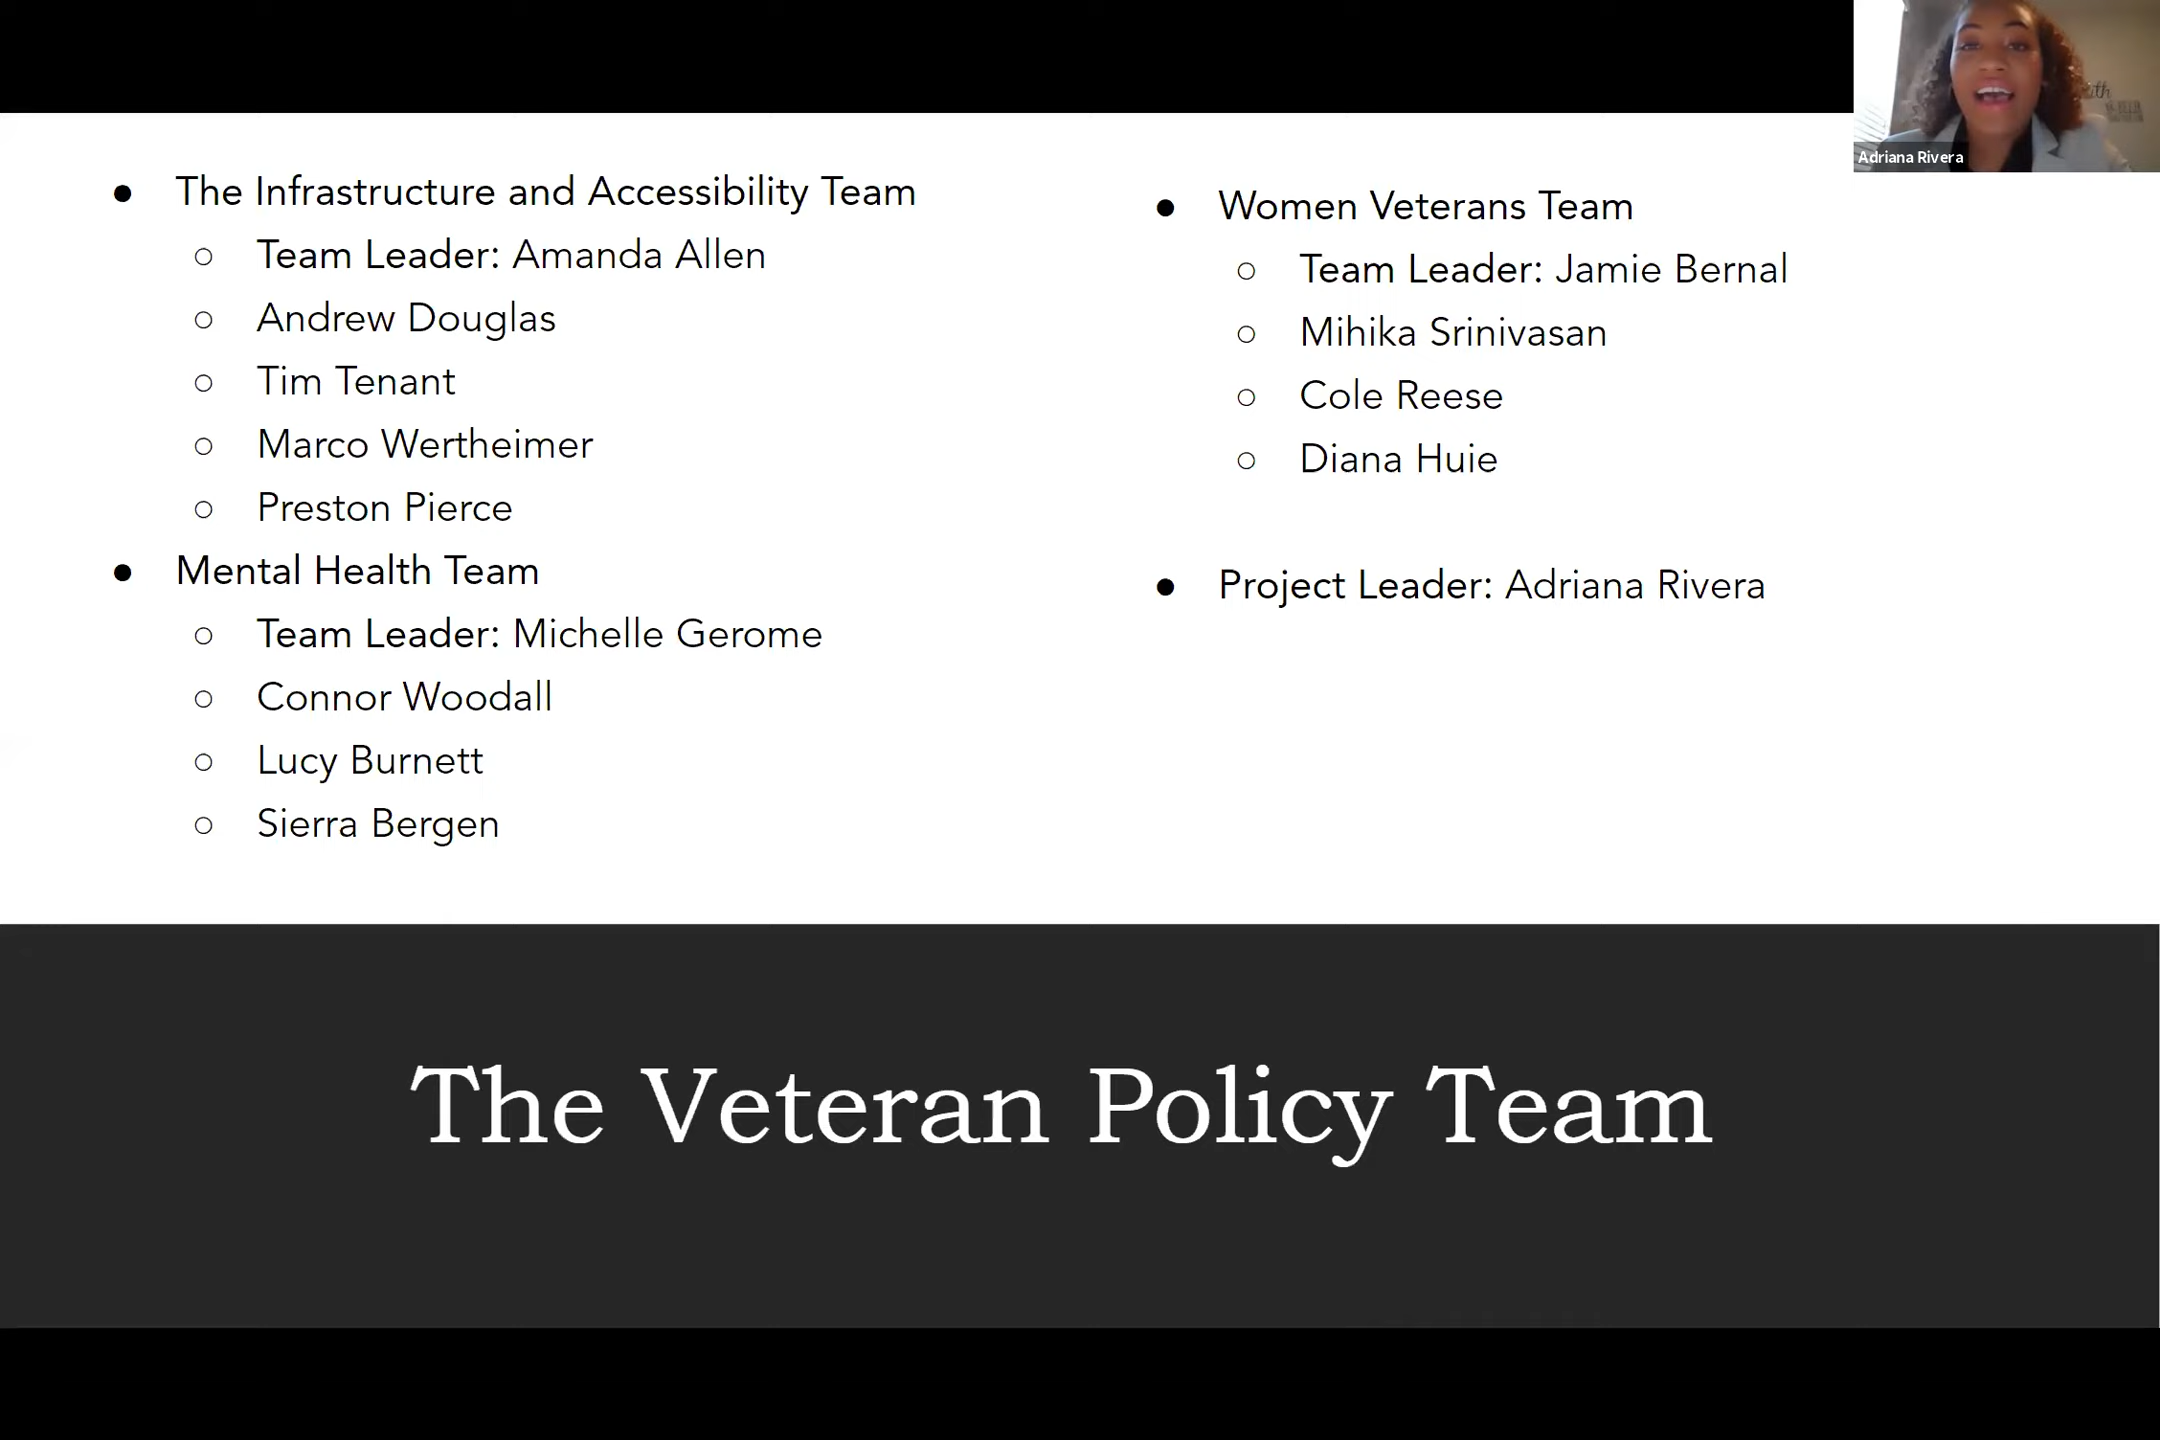 The Infrastructure and Accessibility Team
Team Leader: Amanda Allen
Andrew Douglas
Tim Tenant
Marco Wertheimer
Preston Pierce
Mental Health Team
Team Leader: Michelle Gerome
Connor Woodall
Lucy Burnett
Sierra Bergen
Women Veterans Team
Team Leader: Jamie Bernal
Mihika Srinivasan
Cole Reese
Diana Huie
Project Leader: Adriana Rivera
Adriana Rivera
The Veteran Policy Team